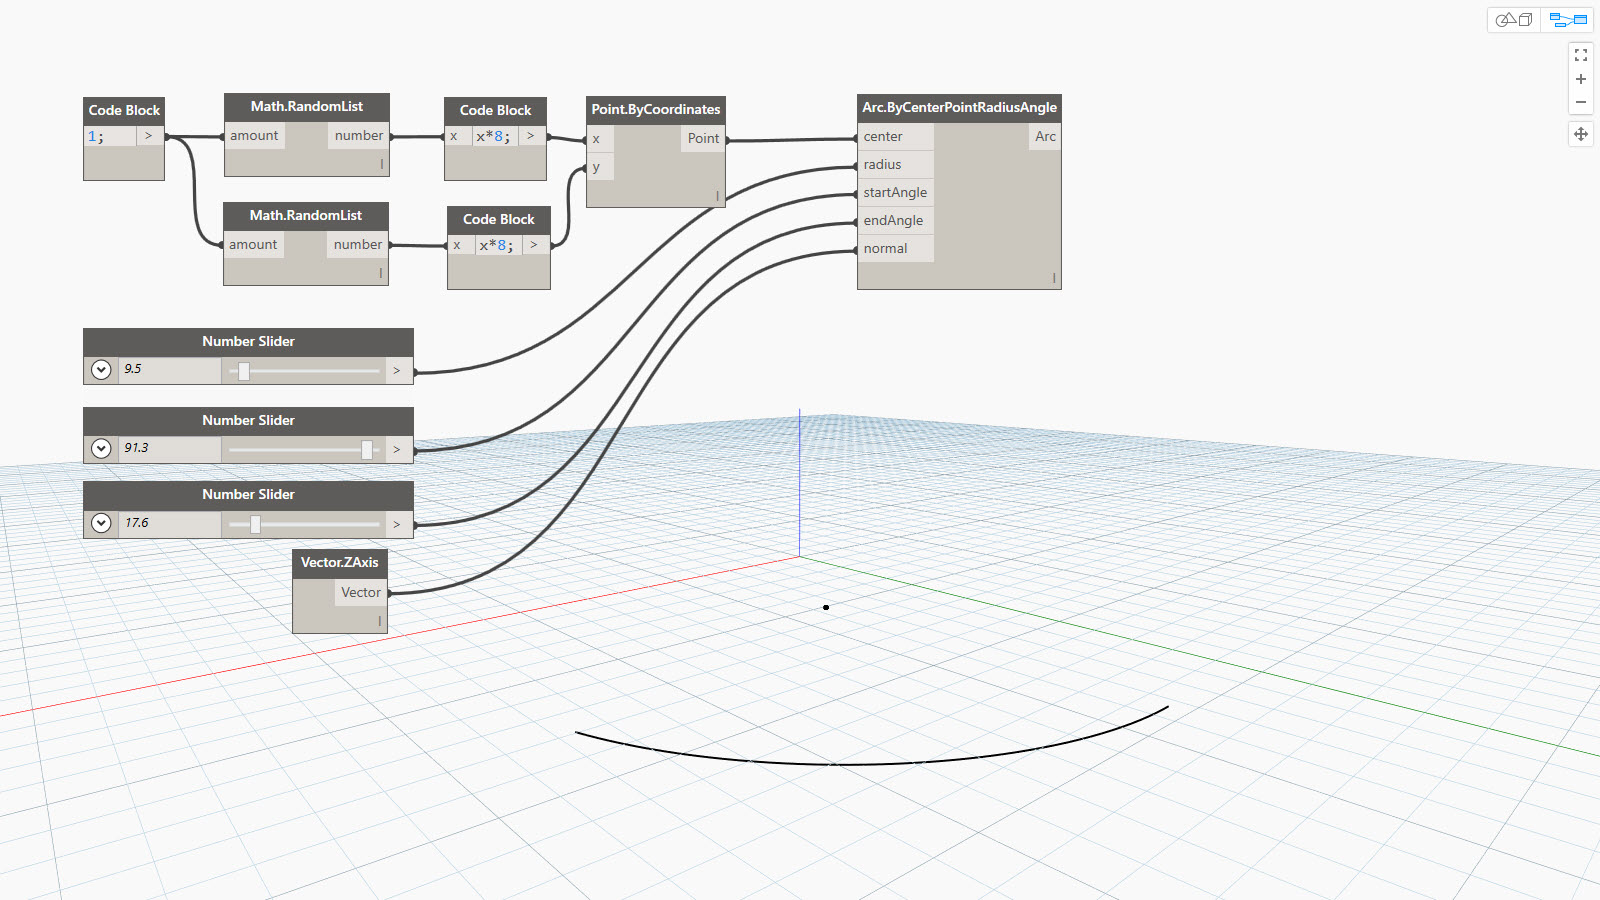 Code Block
1; >
Math.RandomList
amount number
Code Block
x x*8; >
Point.ByCoordinates
x Point
y
Arc.ByCenterPointRadiusAngle
center Arc
radius
startAngle
endAngle
normal
Math.RandomList
amount number
Code Block
x x*8; >
Number Slider
9.5 >
Number Slider
91.3 >
Number Slider
17.6 >
Vector.ZAxis
Vector